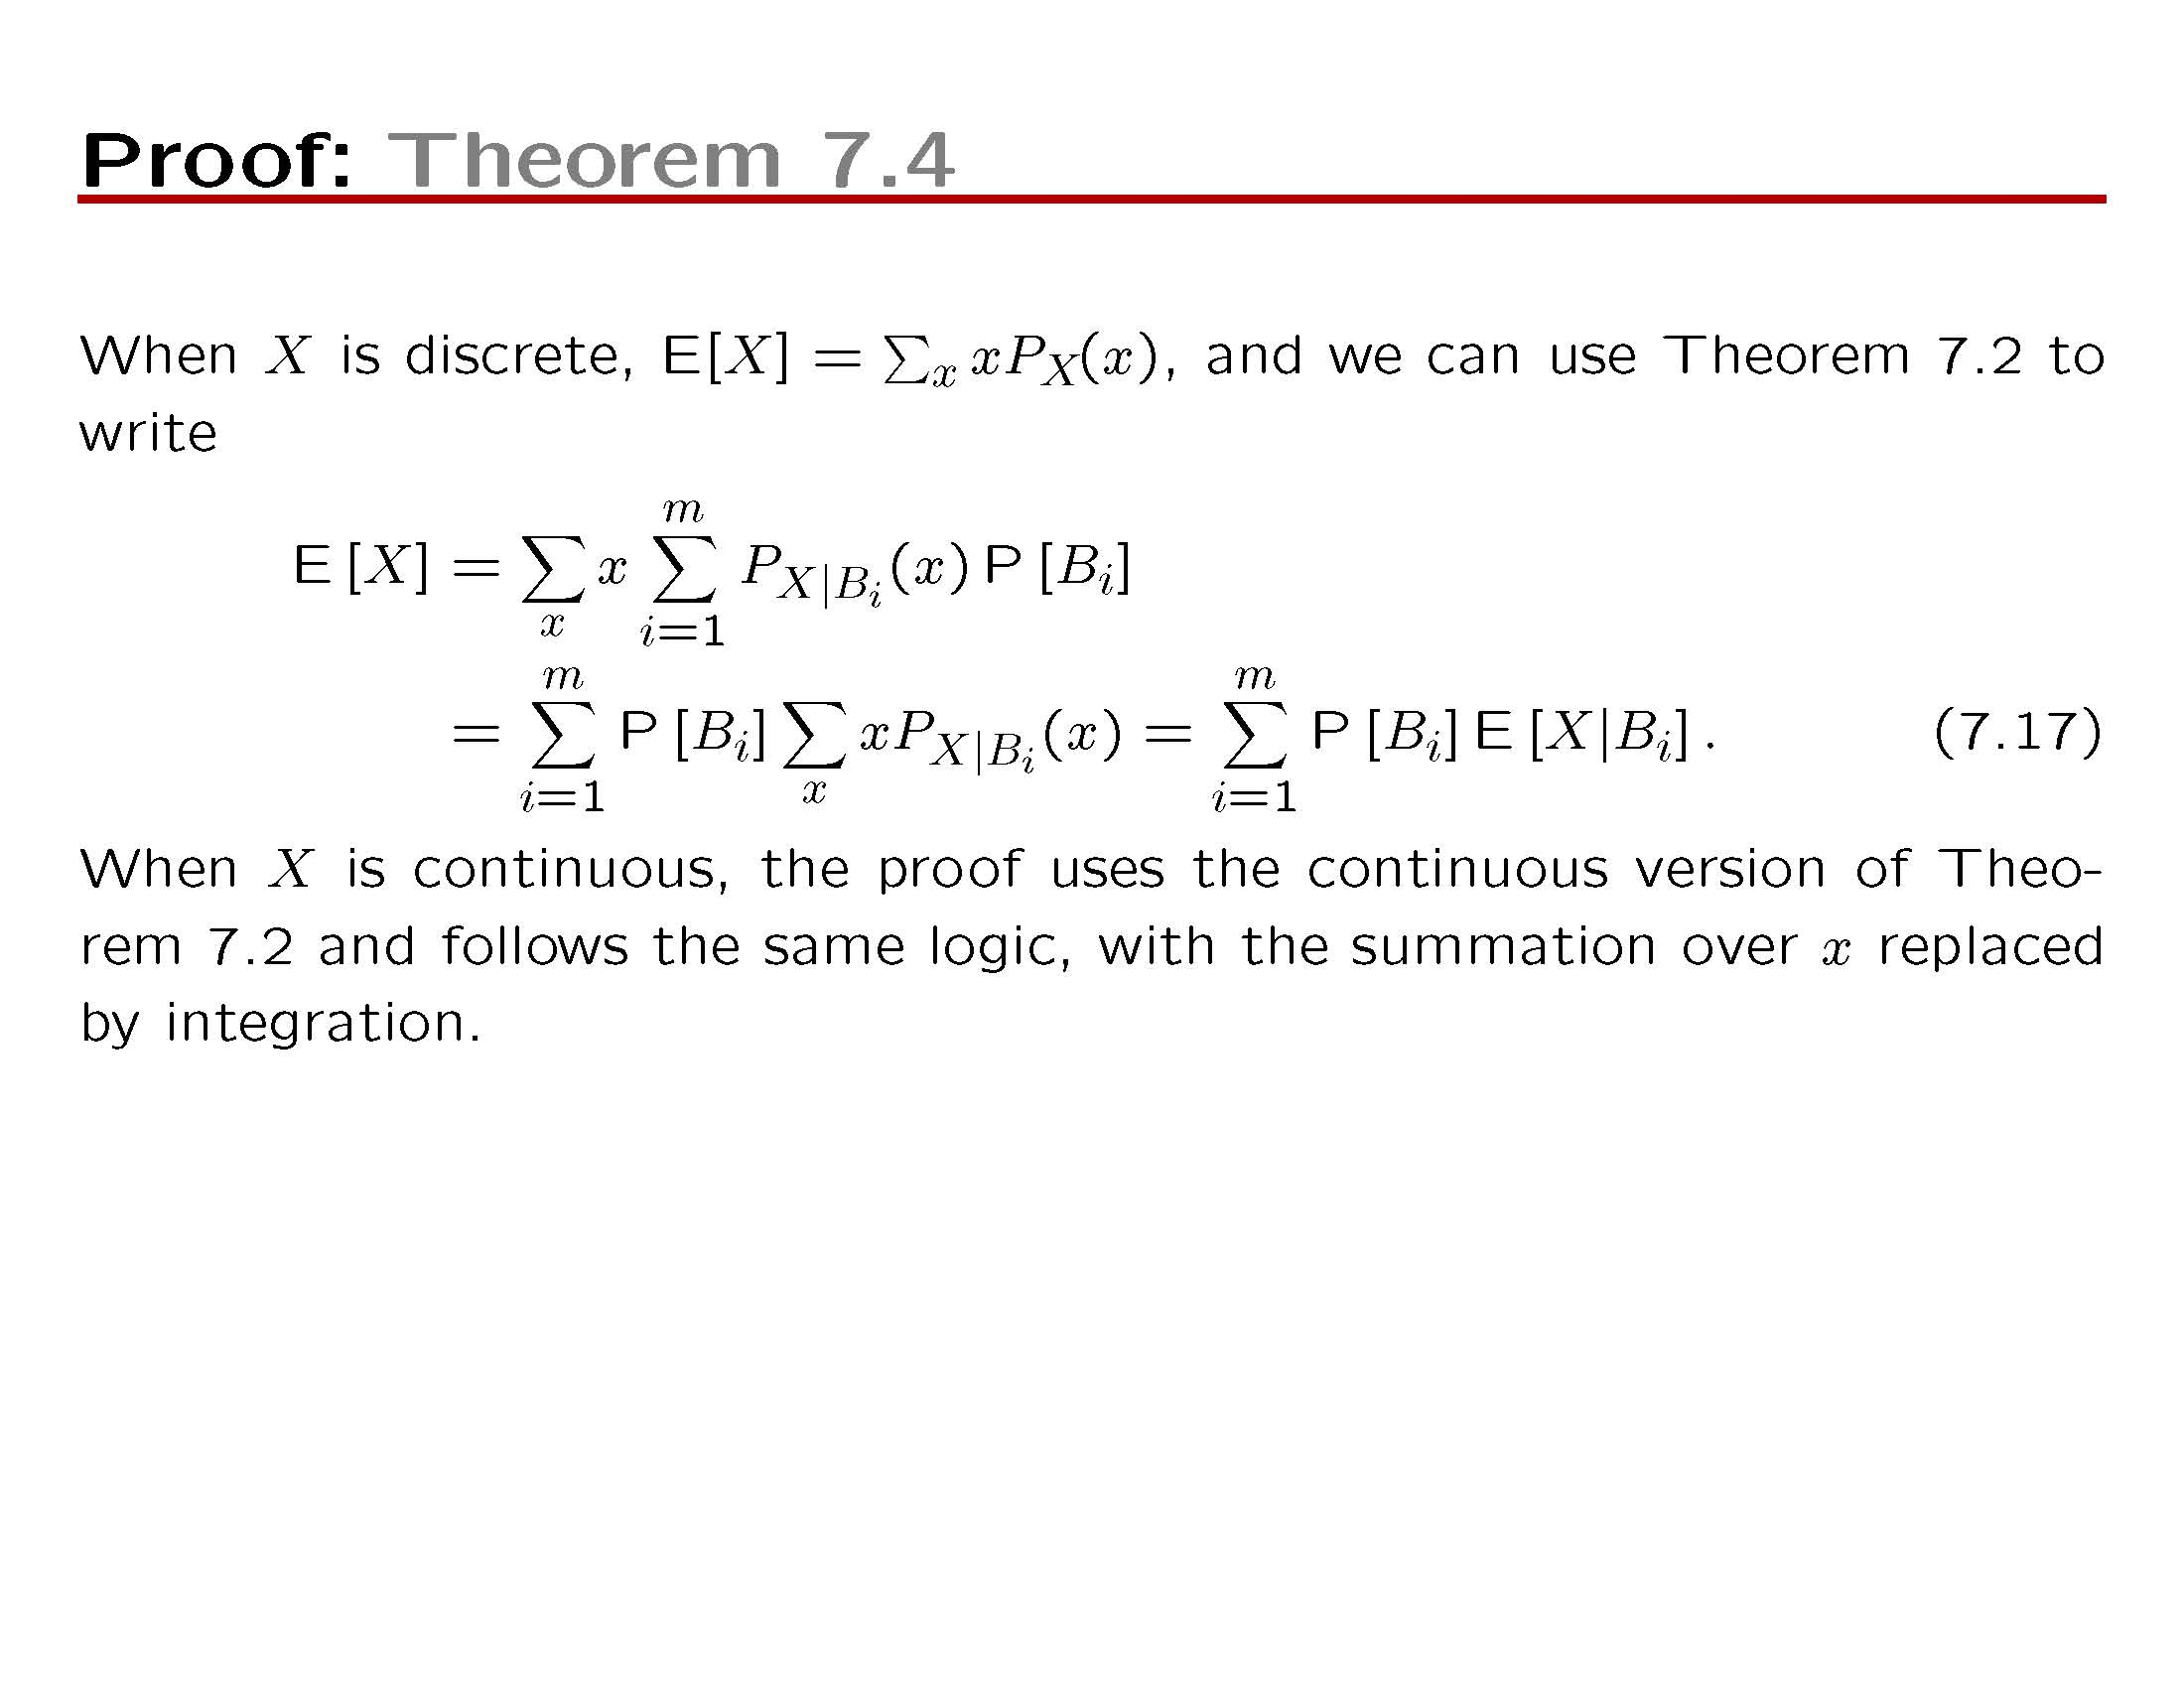 Proof: Theorem 7.4
When X is discrete, E[X] = ∑ₓ xP_X(x), and we can use Theorem 7.2 to
write
E [X] = ∑_x x ∑_{i=1}^m P_{X|B_i}(x) P [B_i]
= ∑_{i=1}^m P [B_i] ∑_x xP_{X|B_i}(x) = ∑_{i=1}^m P [B_i] E [X|B_i] . (7.17)
When X is continuous, the proof uses the continuous version of Theo-
rem 7.2 and follows the same logic, with the summation over x replaced
by integration.